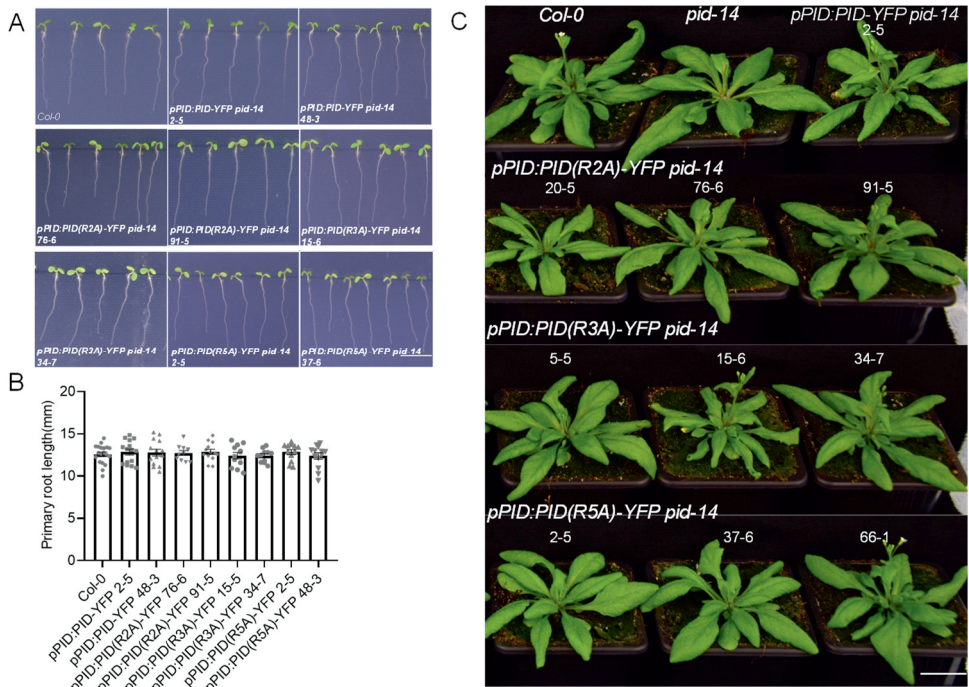 A
Col-0
pPID:PID-YFP pid-14
2-5
pPID:PID-YFP pid-14
48-3
pPID:PID(R2A)-YFP pid-14
76-6
pPID:PID(R2A)-YFP pid-14
91-5
pPID:PID(R3A)-YFP pid-14
15-6
pPID:PID(R3A)-YFP pid-14
34-7
pPID:PID(R5A)-YFP pid-14
2-5
pPID:PID(R5A)-YFP pid-14
37-6
B
Primary root length(mm)
20
15
10
5
0
Col-0
pPID:PID-YFP 2-5
pPID:PID-YFP 48-3
pPID:PID(R2A)-YFP 76-6
pPID:PID(R2A)-YFP 91-5
pPID:PID(R3A)-YFP 15-5
pPID:PID(R3A)-YFP 34-7
pPID:PID(R5A)-YFP 2-5
pPID:PID(R5A)-YFP 48-3
C
Col-0
pid-14
pPID:PID-YFP pid-14
2-5
pPID:PID(R2A)-YFP pid-14
20-5
76-6
91-5
pPID:PID(R3A)-YFP pid-14
5-5
15-6
34-7
pPID:PID(R5A)-YFP pid-14
2-5
37-6
66-1